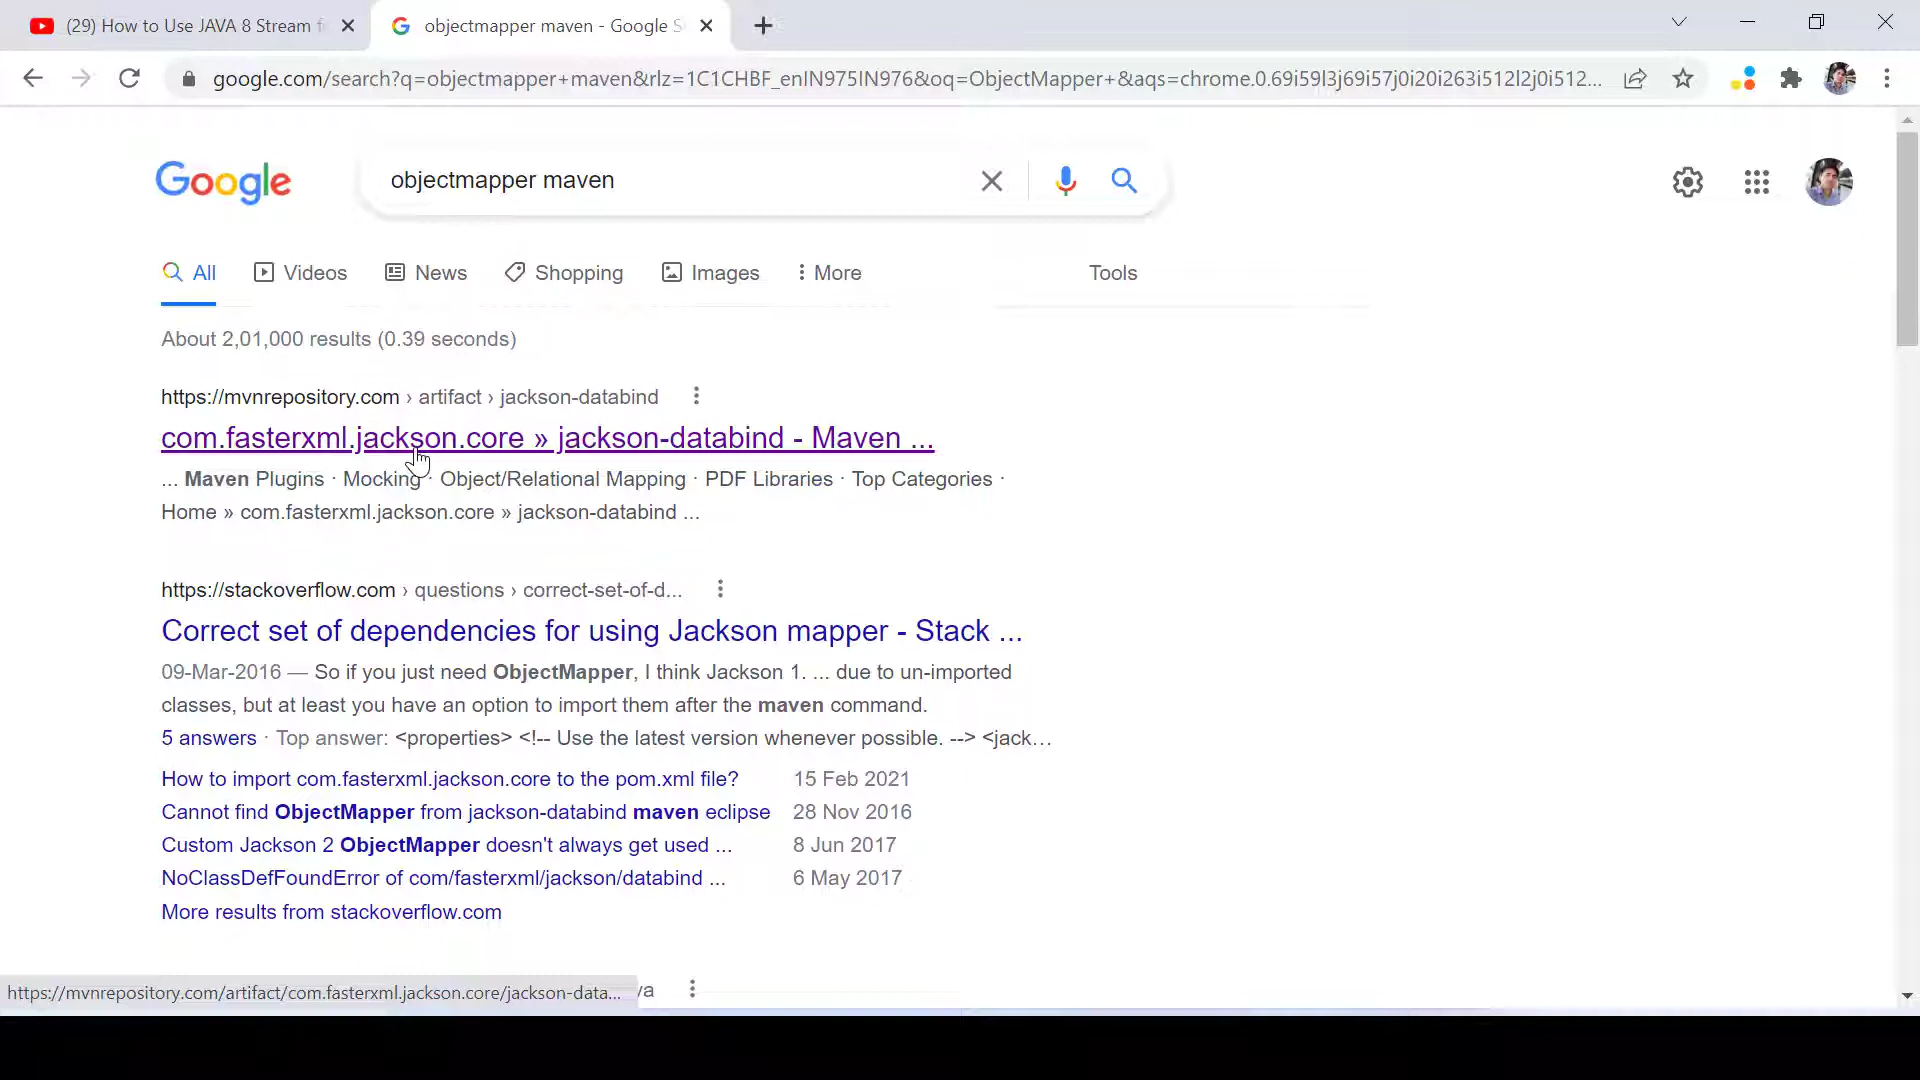 (29) How to Use JAVA 8 Stream
objectmapper maven - Google S
google.com/search?q=objectmapper+maven&rlz=1C1CHBF_enIN975IN976&oq=ObjectMapper+&aqs=chrome.0.69i59l3j69i57j0i20i263i512l2j0i512...
Google
objectmapper maven
All
Videos
News
Shopping
Images
More
Tools
About 2,01,000 results (0.39 seconds)
https://mvnrepository.com › artifact › jackson-databind
com.fasterxml.jackson.core » jackson-databind - Maven ...
... Maven Plugins · Mocking · Object/Relational Mapping · PDF Libraries · Top Categories ·
Home » com.fasterxml.jackson.core » jackson-databind ...
https://stackoverflow.com › questions › correct-set-of-d...
Correct set of dependencies for using Jackson mapper - Stack ...
09-Mar-2016 — So if you just need ObjectMapper, I think Jackson 1. ... due to un-imported
classes, but at least you have an option to import them after the maven command.
5 answers · Top answer: <properties> <!-- Use the latest version whenever possible. --> <jack...
How to import com.fasterxml.jackson.core to the pom.xml file? 15 Feb 2021
Cannot find ObjectMapper from jackson-databind maven eclipse 28 Nov 2016
Custom Jackson 2 ObjectMapper doesn't always get used ... 8 Jun 2017
NoClassDefFoundError of com/fasterxml/jackson/databind ... 6 May 2017
More results from stackoverflow.com
https://mvnrepository.com/artifact/com.fasterxml.jackson.core/jackson-data...
va